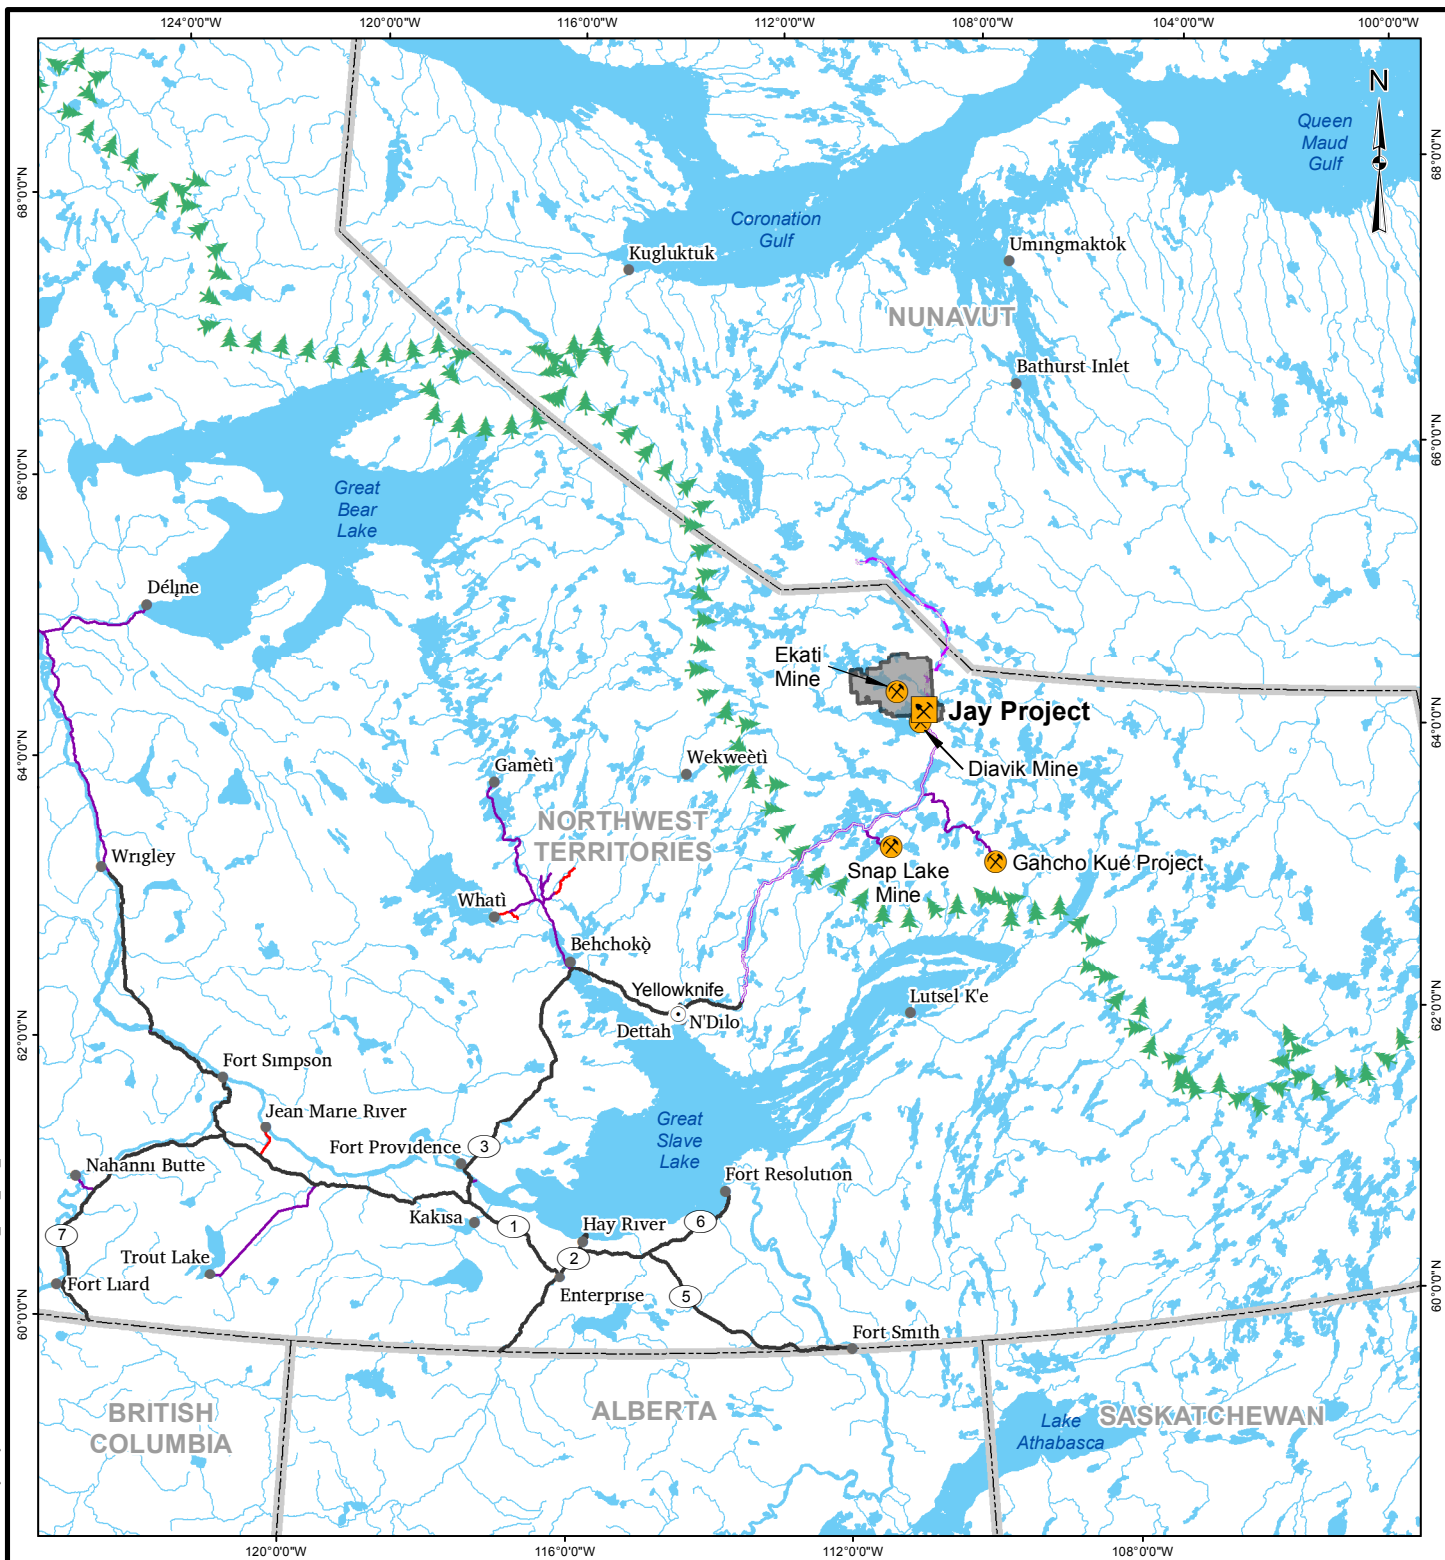 124°0'0"W
120°0'0"W
116°0'0"W
112°0'0"W
108°0'0"W
104°0'0"W
100°0'0"W
N
Queen
Maud
Gulf
68°0'0"N
68°0'0"N
Coronation
Gulf
Kugluktuk
Umingmaktok
NUNAVUT
Bathurst Inlet
66°0'0"N
66°0'0"N
Great
Bear
Lake
Délįne
Ekati
Mine
Jay Project
Diavik Mine
64°0'0"N
64°0'0"N
Wekweètì
Gamètì
NORTHWEST
TERRITORIES
Wrigley
Snap Lake
Mine
Gahcho Kué Project
Whatì
Behchokǫ̀
Yellowknife
N'Dilo
Dettah
Lutsel K'e
62°0'0"N
62°0'0"N
Fort Simpson
Jean Marie River
Fort Providence
3
Great
Slave
Lake
Nahanni Butte
Fort Resolution
Kakisa
1
Hay River
6
7
2
Trout Lake
Fort Liard
Enterprise
5
60°0'0"N
60°0'0"N
Fort Smith
BRITISH
COLUMBIA
ALBERTA
Lake
Athabasca
SASKATCHEWAN
120°0'0"W
116°0'0"W
112°0'0"W
108°0'0"W